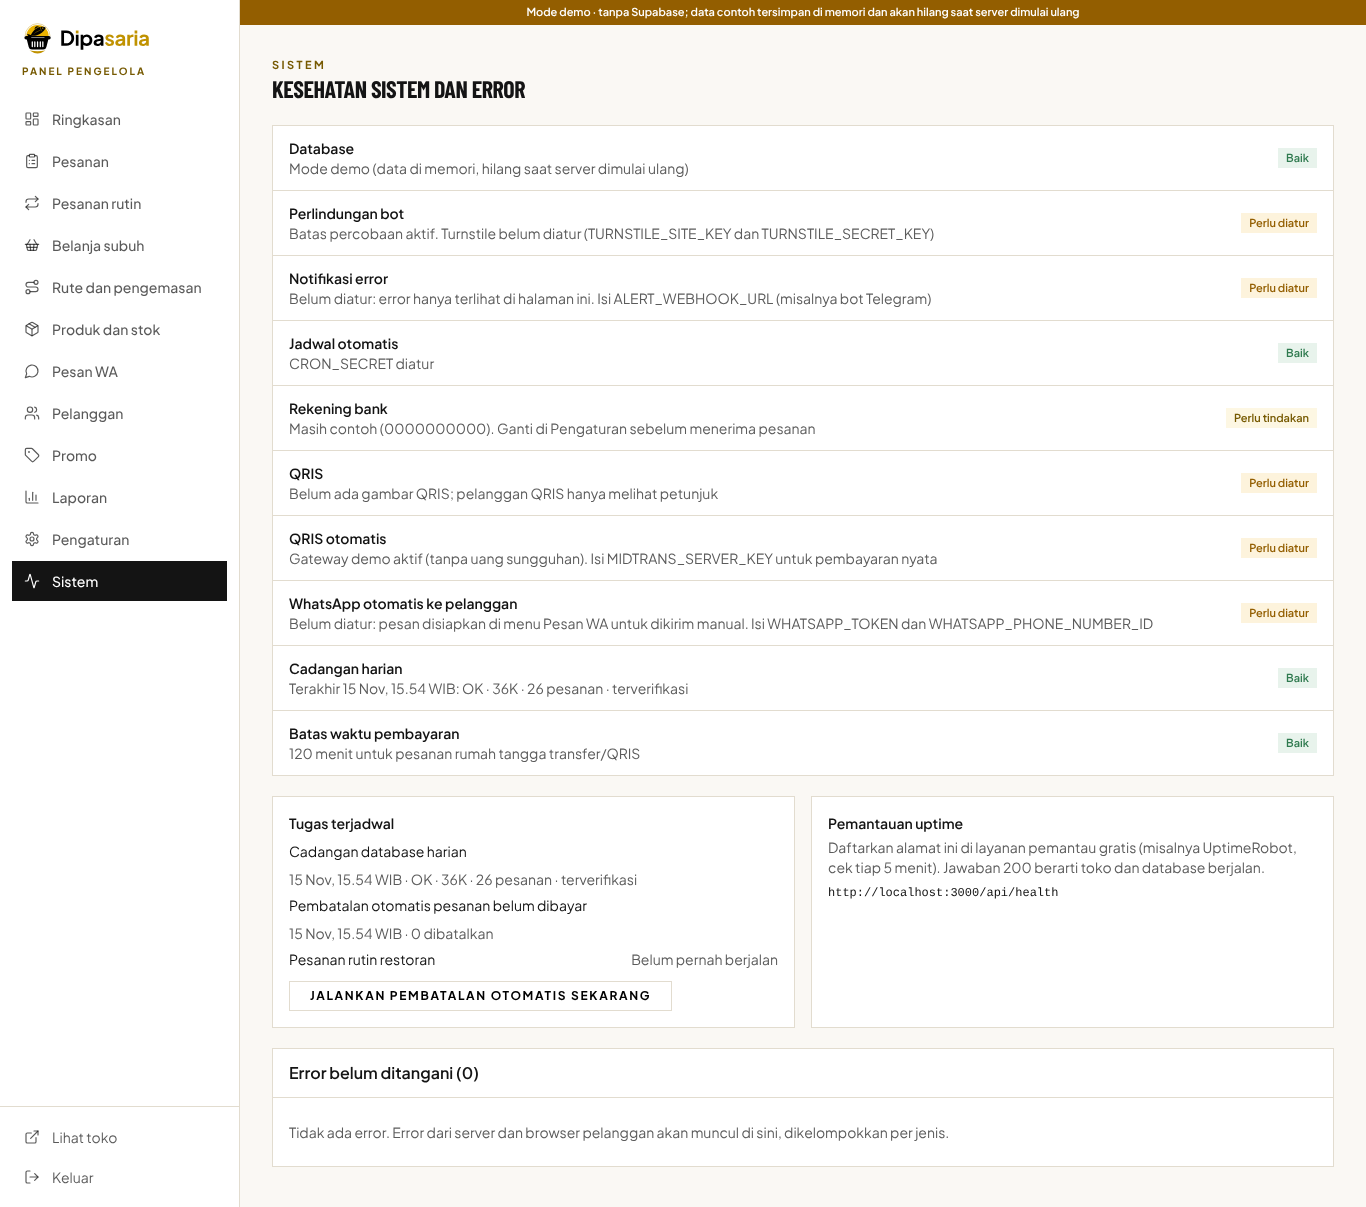 Mode demo · tanpa Supabase; data contoh tersimpan di memori dan akan hilang saat server dimulai ulang
Dipasaria
PANEL PENGELOLA
Ringkasan
Pesanan
Pesanan rutin
Belanja subuh
Rute dan pengemasan
Produk dan stok
Pesan WA
Pelanggan
Promo
Laporan
Pengaturan
Sistem
Lihat toko
Keluar
SISTEM
KESEHATAN SISTEM DAN ERROR
Database
Mode demo (data di memori, hilang saat server dimulai ulang)
Baik
Perlindungan bot
Batas percobaan aktif. Turnstile belum diatur (TURNSTILE_SITE_KEY dan TURNSTILE_SECRET_KEY)
Perlu diatur
Notifikasi error
Belum diatur: error hanya terlihat di halaman ini. Isi ALERT_WEBHOOK_URL (misalnya bot Telegram)
Perlu diatur
Jadwal otomatis
CRON_SECRET diatur
Baik
Rekening bank
Masih contoh (0000000000). Ganti di Pengaturan sebelum menerima pesanan
Perlu tindakan
QRIS
Belum ada gambar QRIS; pelanggan QRIS hanya melihat petunjuk
Perlu diatur
QRIS otomatis
Gateway demo aktif (tanpa uang sungguhan). Isi MIDTRANS_SERVER_KEY untuk pembayaran nyata
Perlu diatur
WhatsApp otomatis ke pelanggan
Belum diatur: pesan disiapkan di menu Pesan WA untuk dikirim manual. Isi WHATSAPP_TOKEN dan WHATSAPP_PHONE_NUMBER_ID
Perlu diatur
Cadangan harian
Terakhir 15 Nov, 15.54 WIB: OK · 36K · 26 pesanan · terverifikasi
Baik
Batas waktu pembayaran
120 menit untuk pesanan rumah tangga transfer/QRIS
Baik
Tugas terjadwal
Cadangan database harian
15 Nov, 15.54 WIB · OK · 36K · 26 pesanan · terverifikasi
Pembatalan otomatis pesanan belum dibayar
15 Nov, 15.54 WIB · 0 dibatalkan
Pesanan rutin restoran
Belum pernah berjalan
JALANKAN PEMBATALAN OTOMATIS SEKARANG
Pemantauan uptime
Daftarkan alamat ini di layanan pemantau gratis (misalnya UptimeRobot,
cek tiap 5 menit). Jawaban 200 berarti toko dan database berjalan.
http://localhost:3000/api/health
Error belum ditangani (0)
Tidak ada error. Error dari server dan browser pelanggan akan muncul di sini, dikelompokkan per jenis.